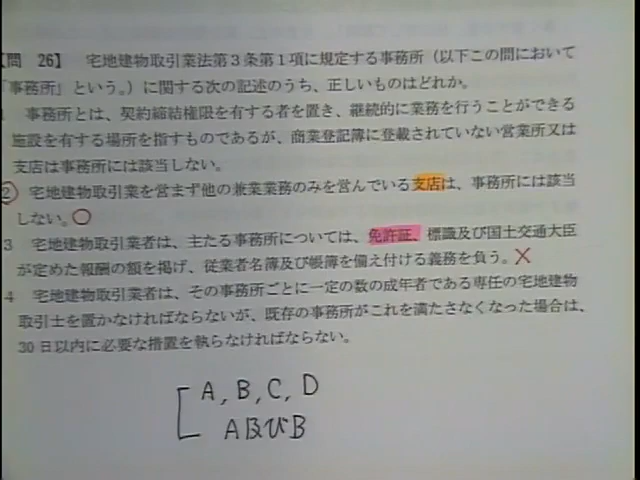 【問　26】　宅地建物取引業法第3条第1項に規定する事務所（以下この問において
「事務所」という。）に関する次の記述のうち、正しいものはどれか。
1　事務所とは、契約締結権限を有する者を置き、継続的に業務を行うことができる
施設を有する場所を指すものであるが、商業登記簿に登載されていない営業所又は
支店は事務所には該当しない。
2　宅地建物取引業を営まず他の兼業業務のみを営んでいる支店は、事務所には該当
しない。○
3　宅地建物取引業者は、主たる事務所については、免許証、標識及び国土交通大臣
が定めた報酬の額を掲げ、従業者名簿及び帳簿を備え付ける義務を負う。×
4　宅地建物取引業者は、その事務所ごとに一定の数の成年者である専任の宅地建物
取引士を置かなければならないが、既存の事務所がこれを満たさなくなった場合は、
30日以内に必要な措置を執らなければならない。
A, B, C, D
A及びB